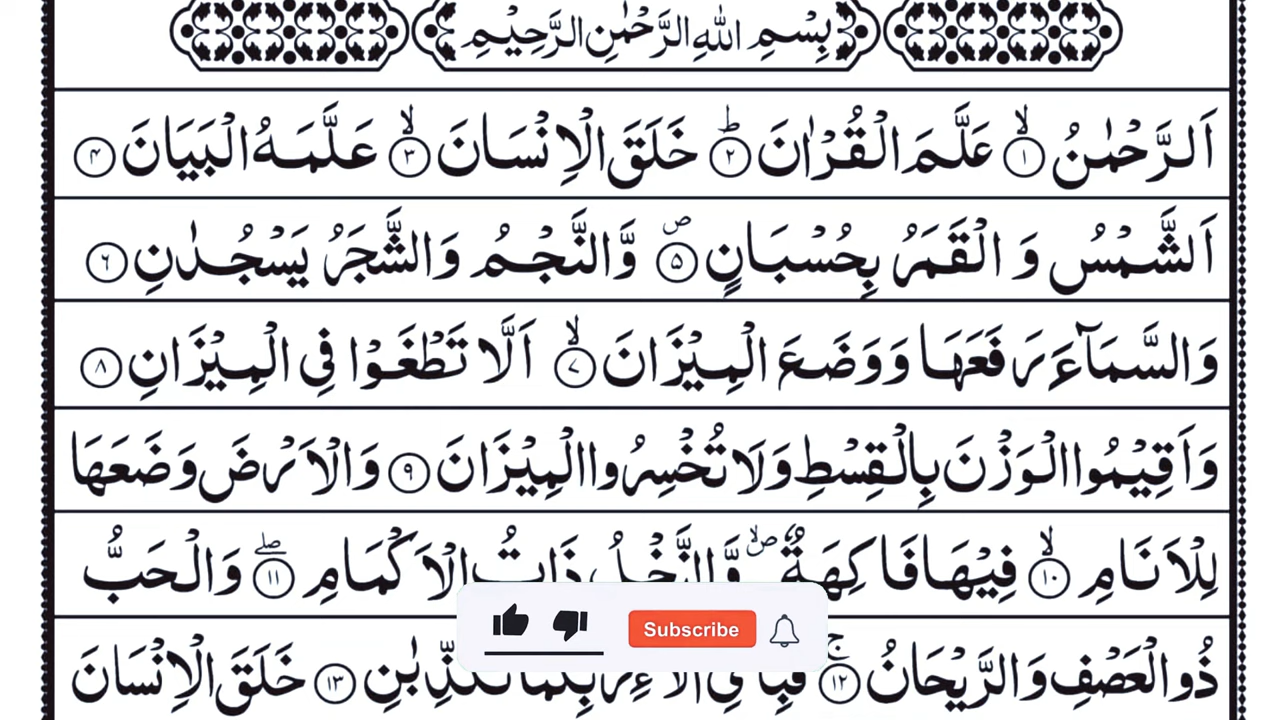 بِسْمِ اللّٰهِ الرَّحْمٰنِ الرَّحِيْمِ
اَلرَّحْمٰنُ ۙ﴿۱﴾ عَلَّمَ الْقُرْاٰنَ ؕ﴿۲﴾ خَلَقَ الْاِنْسَانَ ۙ﴿۳﴾ عَلَّمَهُ الْبَيَانَ ﴿۴﴾
اَلشَّمْسُ وَ الْقَمَرُ بِحُسْبَانٍ ۪﴿۵﴾ وَّالنَّجْمُ وَالشَّجَرُ يَسْجُدٰنِ ﴿۶﴾
وَالسَّمَآءَ رَفَعَهَا وَوَضَعَ الْمِيْزَانَ ۙ﴿۷﴾ اَلَّا تَطْغَوْا فِى الْمِيْزَانِ ﴿۸﴾
وَاَقِيْمُوا الْوَزْنَ بِالْقِسْطِ وَلَا تُخْسِرُوا الْمِيْزَانَ ﴿۹﴾ وَالْاَرْضَ وَضَعَهَا
لِلْاَنَامِ ۙ﴿۱۰﴾ فِيْهَا فَاكِهَةٌ ۪ۙ وَّالنَّخْلُ ذَاتُ الْاَكْمَامِ ۖ﴿۱۱﴾ وَالْحَبُّ
ذُو الْعَصْفِ وَالرَّيْحَانُ ۚ﴿۱۲﴾ فَبِاَىِّ اٰلَآءِ رَبِّكُمَا تُكَذِّبٰنِ ﴿۱۳﴾ خَلَقَ الْاِنْسَانَ
Subscribe